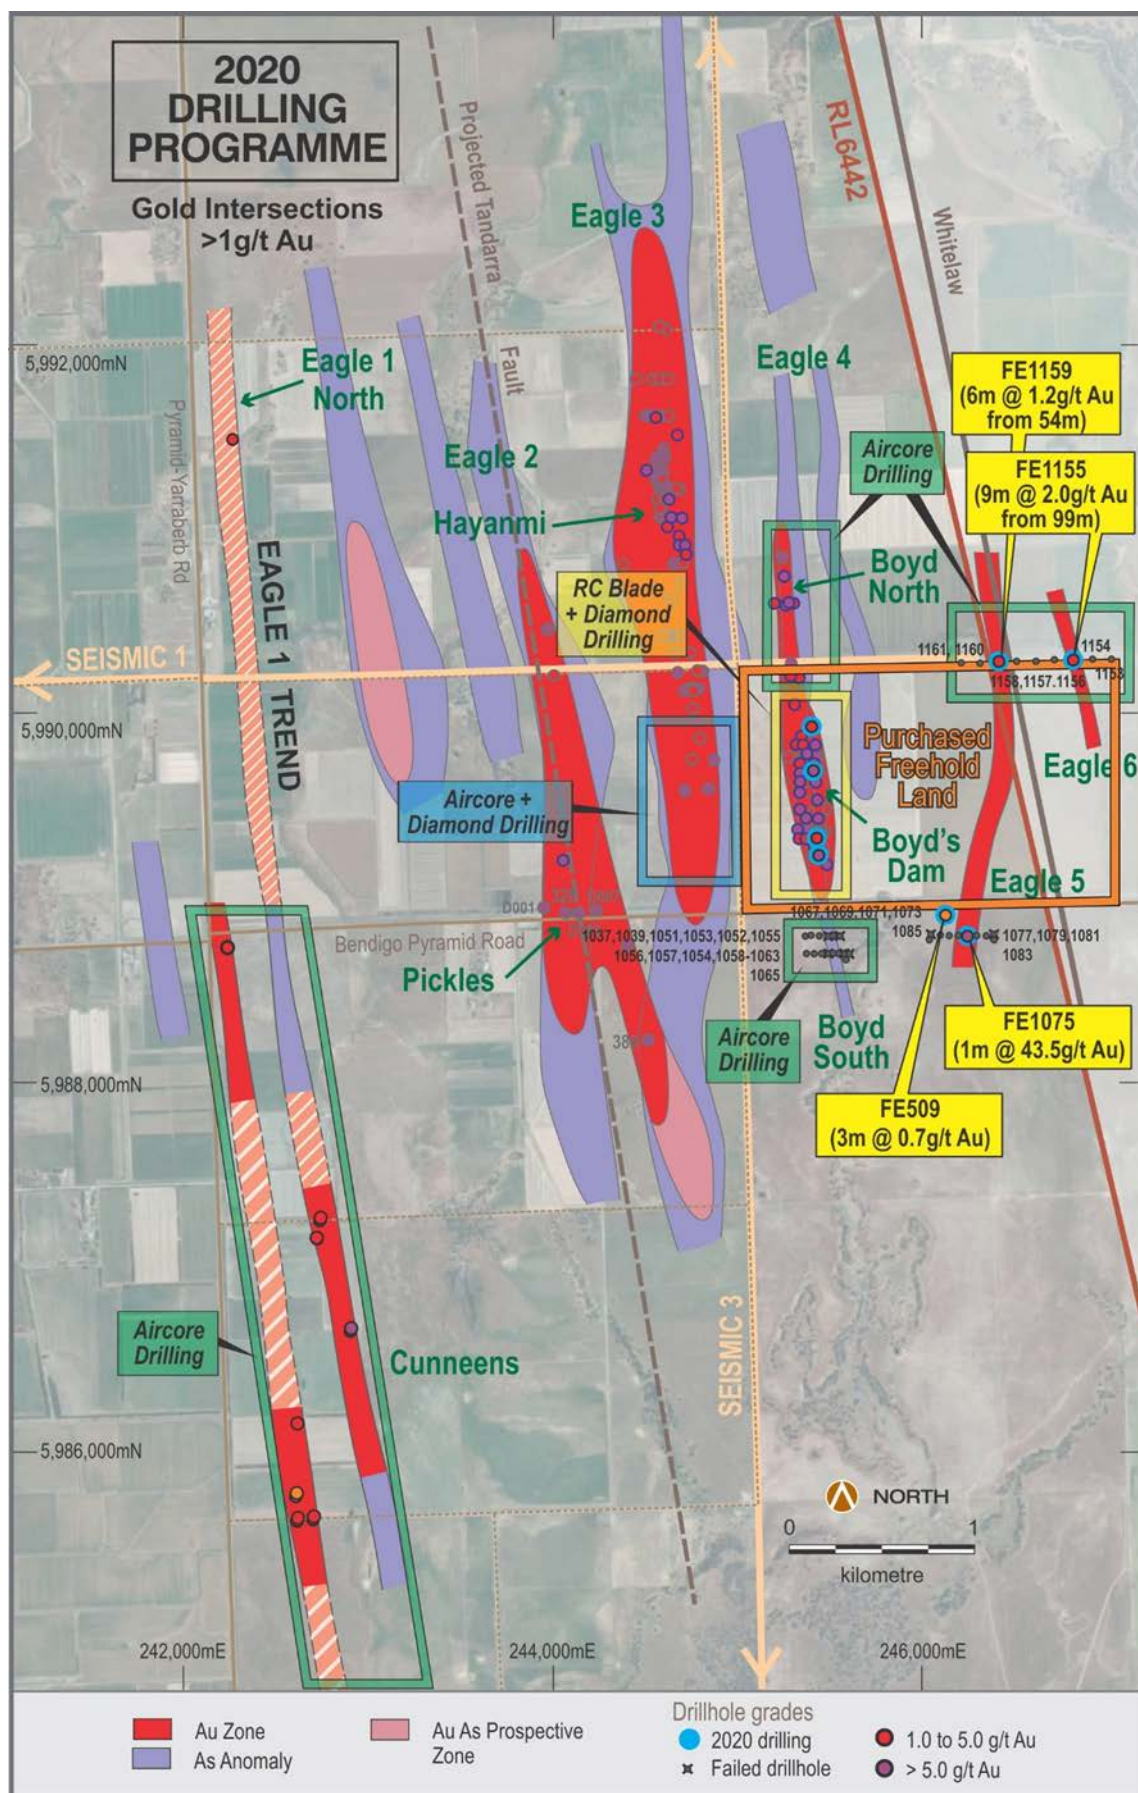 2020
DRILLING
PROGRAMME
Gold Intersections
>1g/t Au
Projected Tandarra
Fault
Eagle 3
RL6442
Whitelaw
5,992,000mN
Eagle 1
North
Pyramid-Yarraberb Rd
Eagle 4
FE1159
(6m @ 1.2g/t Au
from 54m)
Aircore
Drilling
Eagle 2
Hayanmi
FE1155
(9m @ 2.0g/t Au
from 99m)
EAGLE 1 TREND
RC Blade
+ Diamond
Drilling
Boyd
North
SEISMIC 1
1161, 1160
1154
1158,1157.1156
1153
5,990,000mN
Purchased
Freehold
Land
Eagle 6
Aircore +
Diamond Drilling
Boyd's
Dam
Eagle 5
D001
Bendigo Pyramid Road
Pickles
1067,1069,1071,1073
1037,1039,1051,1053,1052,1055
1085
1077,1079,1081
1056,1057,1054,1058-1063
1083
1065
Aircore
Drilling
Boyd
South
FE1075
(1m @ 43.5g/t Au)
5,988,000mN
FE509
(3m @ 0.7g/t Au)
Aircore
Drilling
Cunneens
SEISMIC 3
5,986,000mN
NORTH
0 1
kilometre
242,000mE
244,000mE
246,000mE
Au Zone
As Anomaly
Au As Prospective
Zone
Drillhole grades
2020 drilling
Failed drillhole
1.0 to 5.0 g/t Au
> 5.0 g/t Au